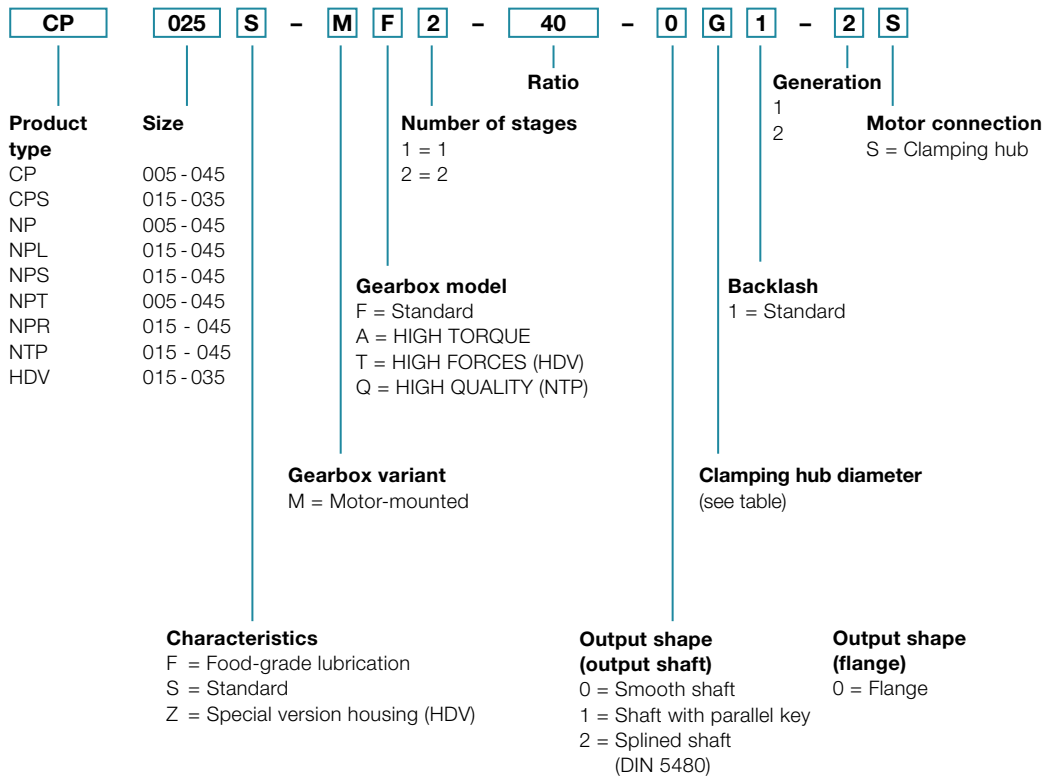 CP 025 S – M F 2 – 40 – 0 G 1 – 2 S
Product type
CP
CPS
NP
NPL
NPS
NPT
NPR
NTP
HDV
Size
005 - 045
015 - 035
005 - 045
015 - 045
015 - 045
005 - 045
015 - 045
015 - 045
015 - 035
Number of stages
1 = 1
2 = 2
Ratio
Generation
1
2
Motor connection
S = Clamping hub
Gearbox model
F = Standard
A = HIGH TORQUE
T = HIGH FORCES (HDV)
Q = HIGH QUALITY (NTP)
Backlash
1 = Standard
Gearbox variant
M = Motor-mounted
Clamping hub diameter
(see table)
Characteristics
F = Food-grade lubrication
S = Standard
Z = Special version housing (HDV)
Output shape
(output shaft)
0 = Smooth shaft
1 = Shaft with parallel key
2 = Splined shaft
(DIN 5480)
Output shape
(flange)
0 = Flange